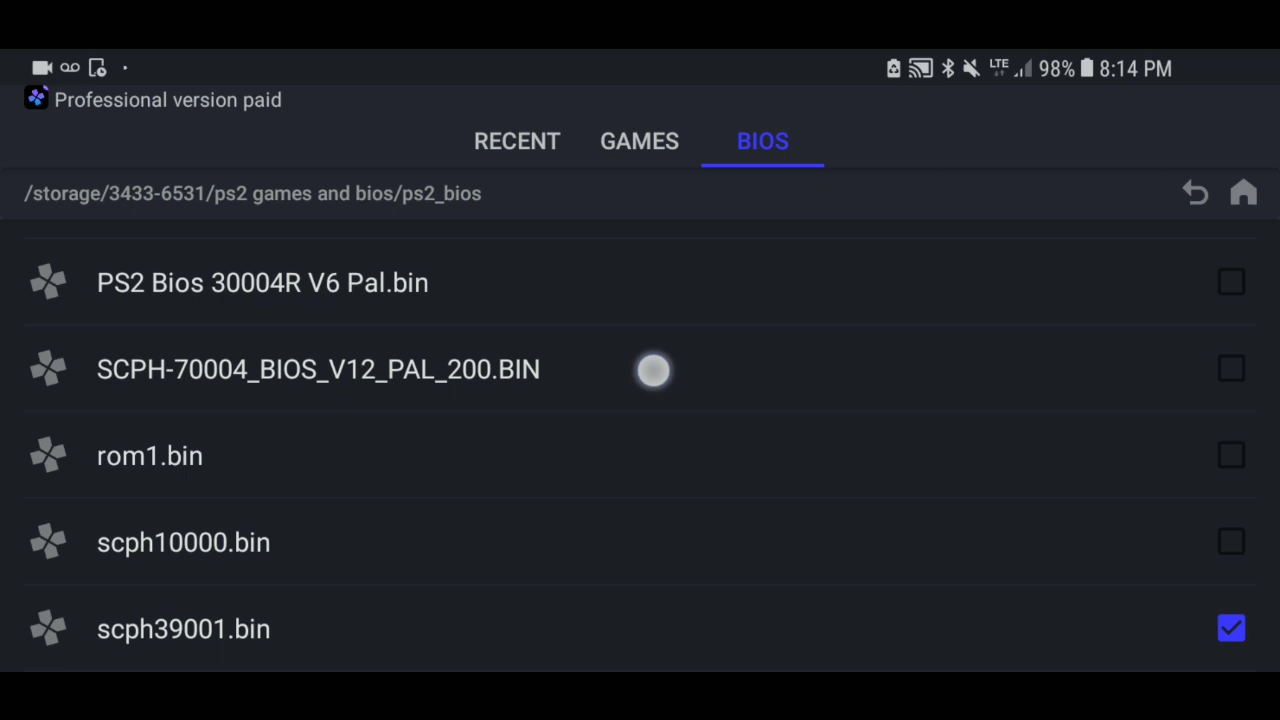 LTE 98% 8:14 PM
Professional version paid
RECENT GAMES BIOS
/storage/3433-6531/ps2 games and bios/ps2_bios
PS2 Bios 30004R V6 Pal.bin
SCPH-70004_BIOS_V12_PAL_200.BIN
rom1.bin
scph10000.bin
scph39001.bin